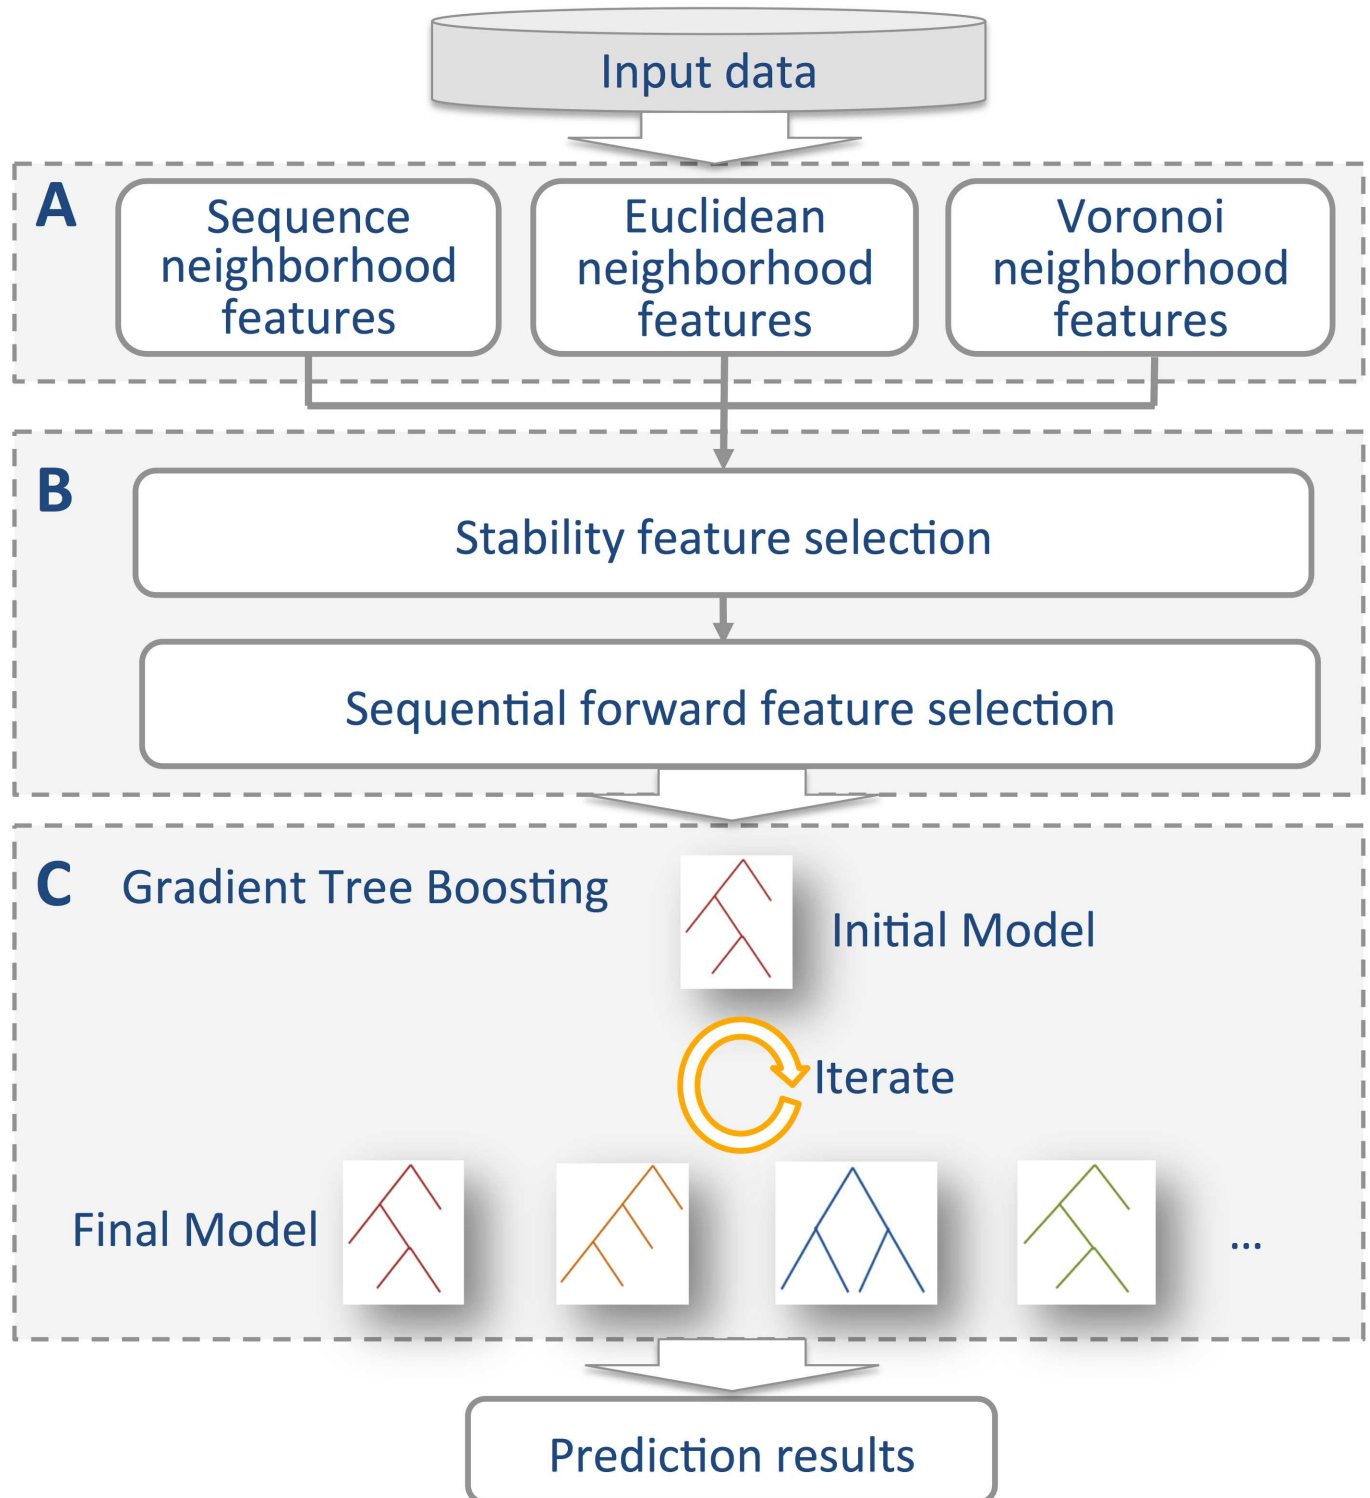 Input data
A
Sequence
neighborhood
features
Euclidean
neighborhood
features
Voronoi
neighborhood
features
B
Stability feature selection
Sequential forward feature selection
C
Gradient Tree Boosting
Initial Model
Iterate
Final Model
...
Prediction results